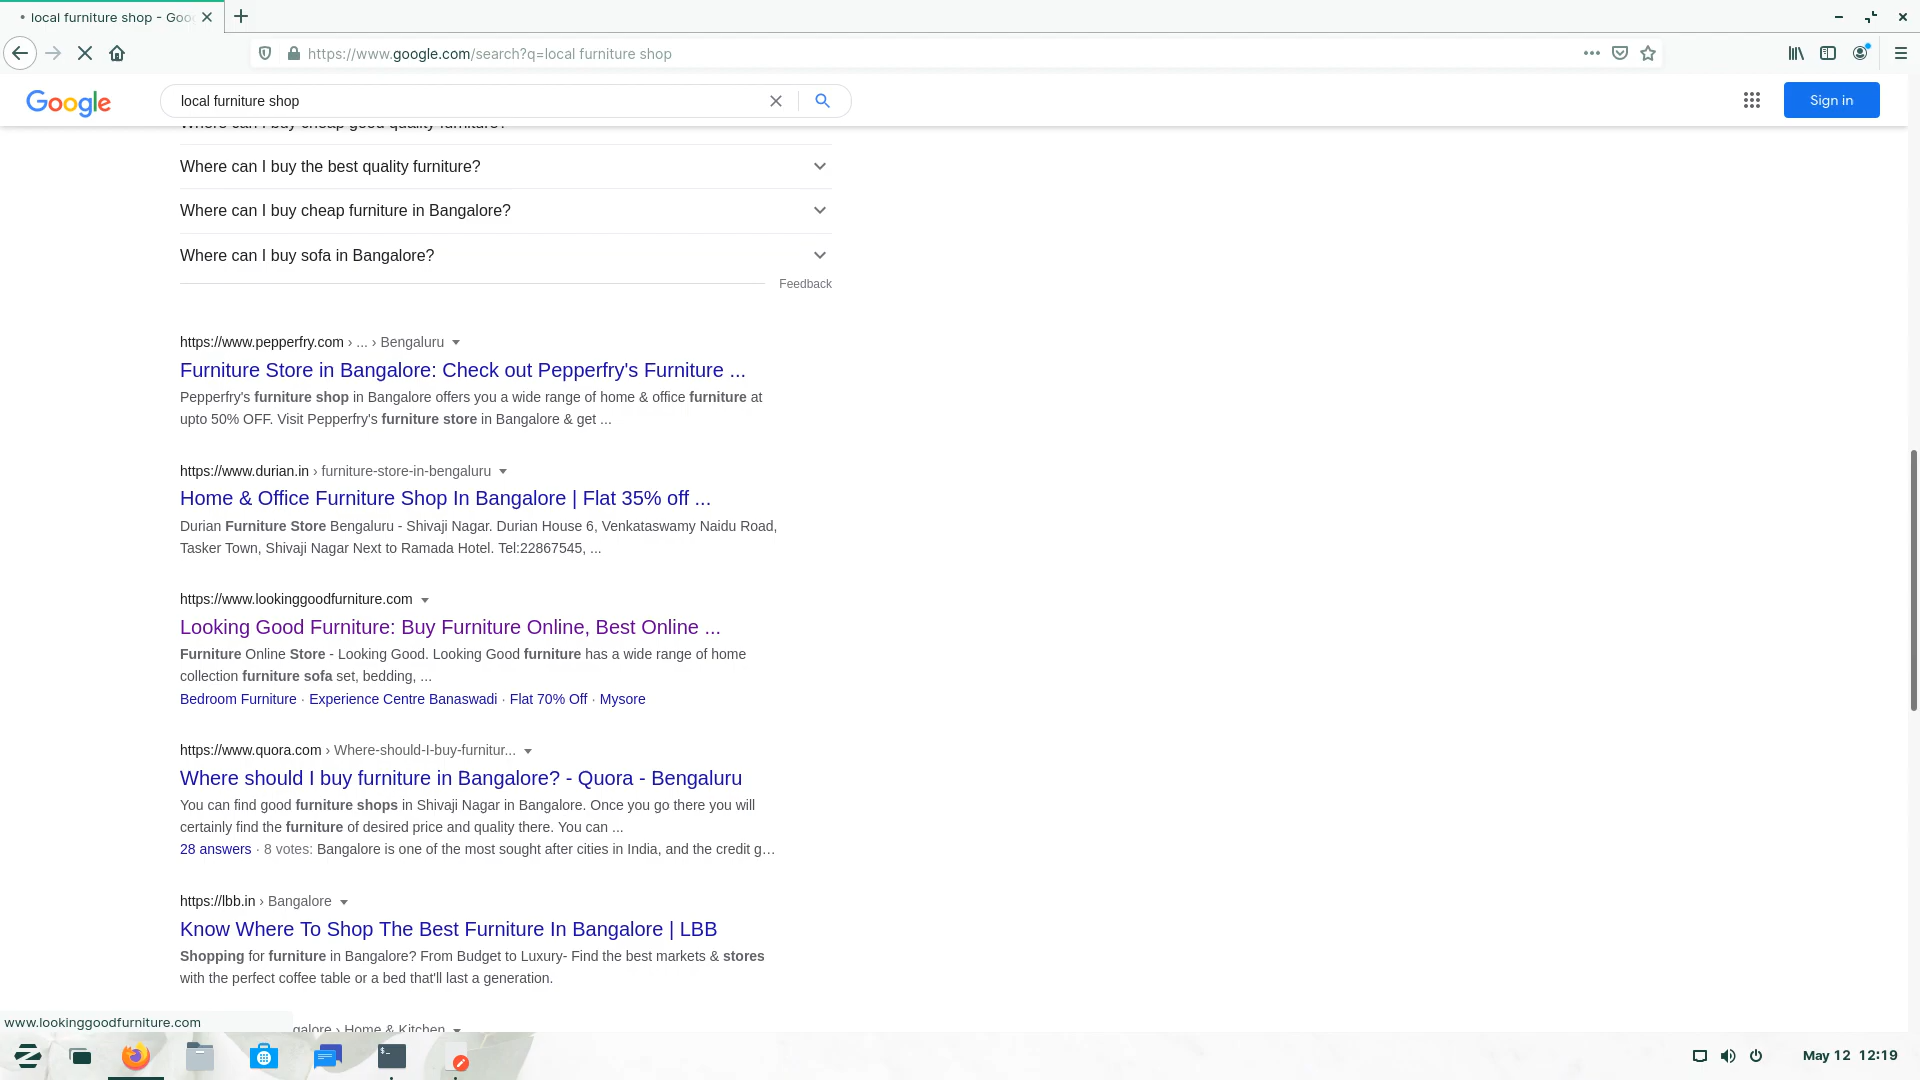 local furniture shop - Goo
https://www.google.com/search?q=local furniture shop
Google
local furniture shop
Sign in
Where can I buy cheap good quality furniture?
Where can I buy the best quality furniture?
Where can I buy cheap furniture in Bangalore?
Where can I buy sofa in Bangalore?
Feedback
https://www.pepperfry.com › ... › Bengaluru
Furniture Store in Bangalore: Check out Pepperfry's Furniture ...
Pepperfry's furniture shop in Bangalore offers you a wide range of home & office furniture at
upto 50% OFF. Visit Pepperfry's furniture store in Bangalore & get ...
https://www.durian.in › furniture-store-in-bengaluru
Home & Office Furniture Shop In Bangalore | Flat 35% off ...
Durian Furniture Store Bengaluru - Shivaji Nagar. Durian House 6, Venkataswamy Naidu Road,
Tasker Town, Shivaji Nagar Next to Ramada Hotel. Tel:22867545, ...
https://www.lookinggoodfurniture.com
Looking Good Furniture: Buy Furniture Online, Best Online ...
Furniture Online Store - Looking Good. Looking Good furniture has a wide range of home
collection furniture sofa set, bedding, ...
Bedroom Furniture · Experience Centre Banaswadi · Flat 70% Off · Mysore
https://www.quora.com › Where-should-I-buy-furnitur...
Where should I buy furniture in Bangalore? - Quora - Bengaluru
You can find good furniture shops in Shivaji Nagar in Bangalore. Once you go there you will
certainly find the furniture of desired price and quality there. You can ...
28 answers · 8 votes: Bangalore is one of the most sought after cities in India, and the credit g…
https://lbb.in › Bangalore
Know Where To Shop The Best Furniture In Bangalore | LBB
Shopping for furniture in Bangalore? From Budget to Luxury- Find the best markets & stores
with the perfect coffee table or a bed that'll last a generation.
www.lookinggoodfurniture.com
galore › Home & Kitchen
May 12 12:19